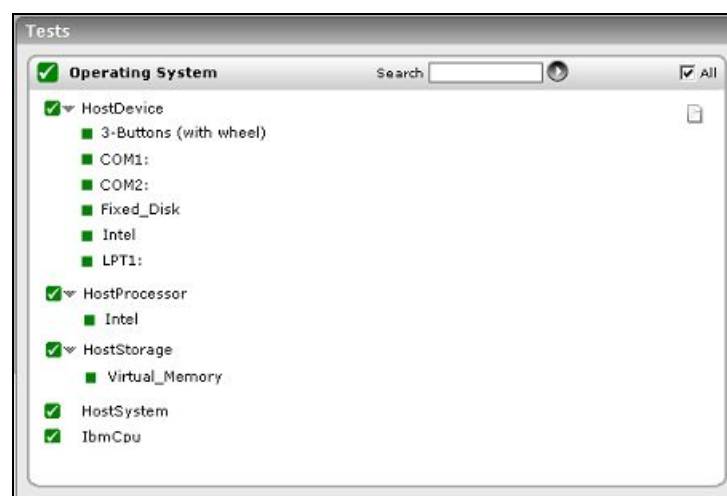 Tests
Operating System Search All
HostDevice
3-Buttons (with wheel)
COM1:
COM2:
Fixed_Disk
Intel
LPT1:
HostProcessor
Intel
HostStorage
Virtual_Memory
HostSystem
IbmCpu